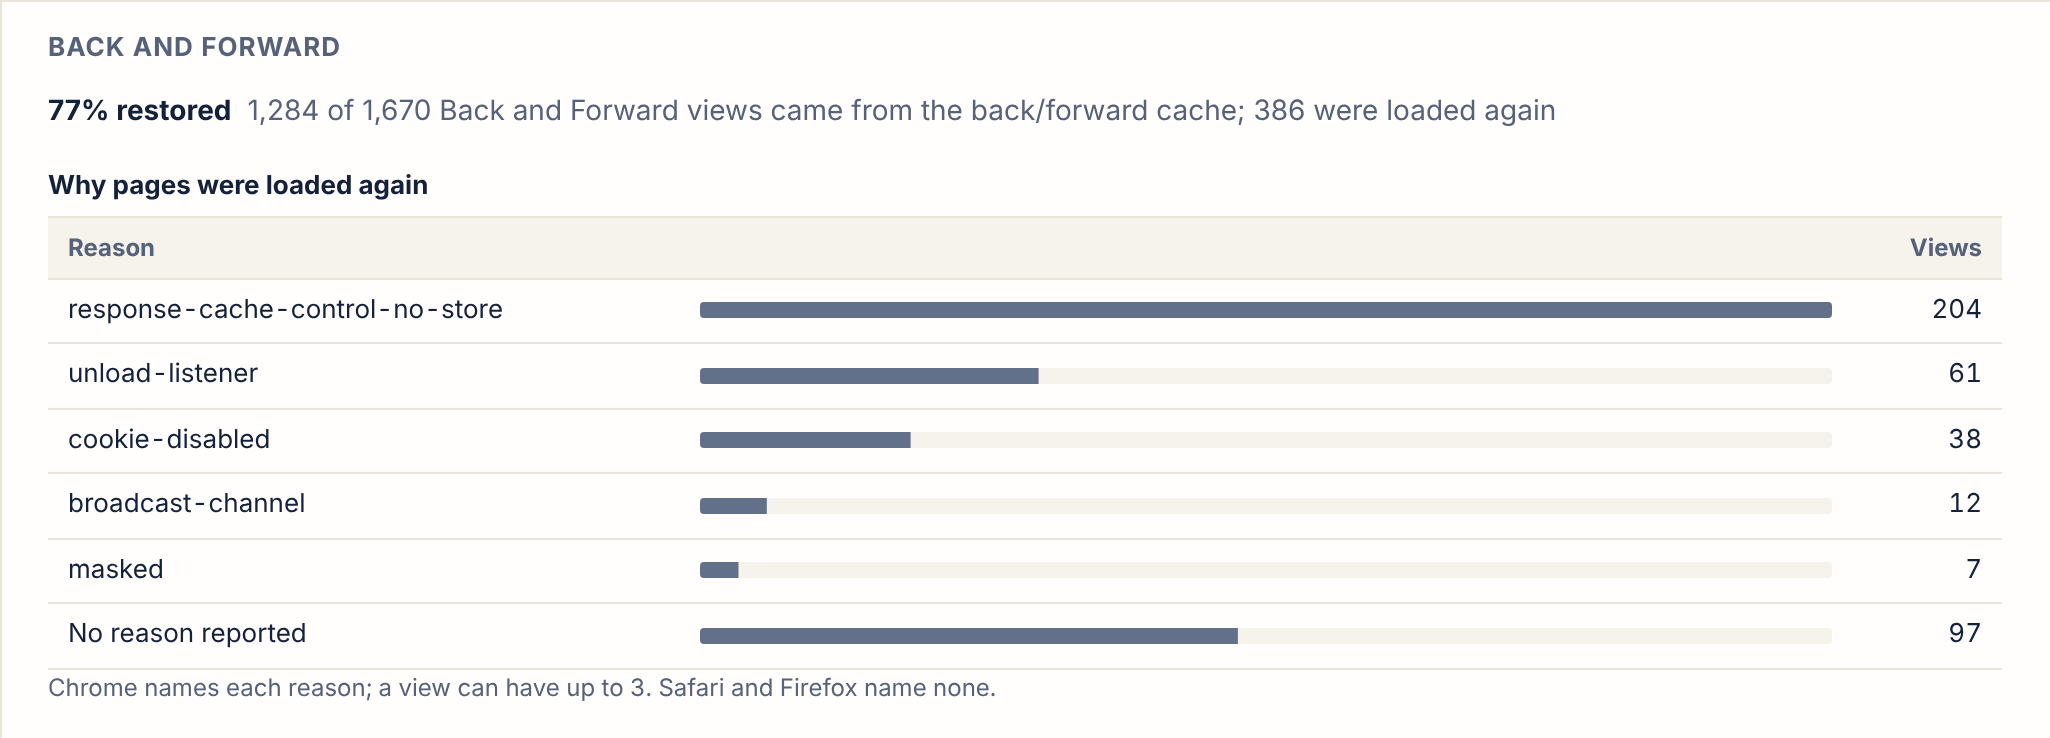 BACK AND FORWARD
77% restored 1,284 of 1,670 Back and Forward views came from the back/forward cache; 386 were loaded again
Why pages were loaded again
Reason Views
response-cache-control-no-store 204
unload-listener 61
cookie-disabled 38
broadcast-channel 12
masked 7
No reason reported 97
Chrome names each reason; a view can have up to 3. Safari and Firefox name none.